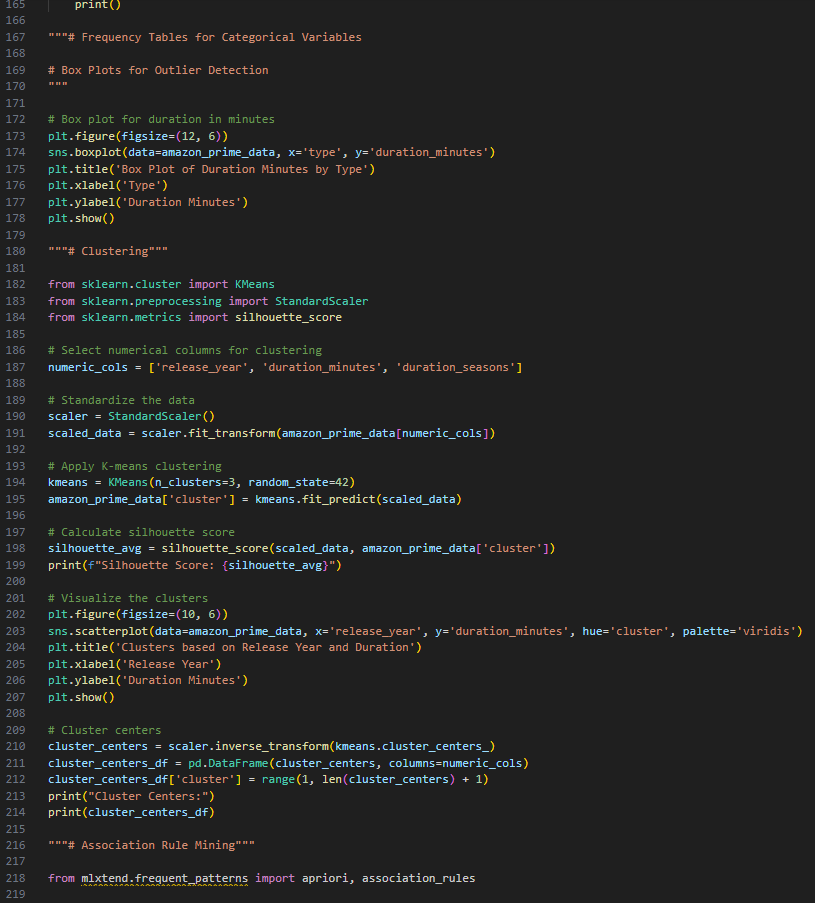 165 print()
166
167 """# Frequency Tables for Categorical Variables
168
169 # Box Plots for Outlier Detection
170 """
171
172 # Box plot for duration in minutes
173 plt.figure(figsize=(12, 6))
174 sns.boxplot(data=amazon_prime_data, x='type', y='duration_minutes')
175 plt.title('Box Plot of Duration Minutes by Type')
176 plt.xlabel('Type')
177 plt.ylabel('Duration Minutes')
178 plt.show()
179
180 """# Clustering"""
181
182 from sklearn.cluster import KMeans
183 from sklearn.preprocessing import StandardScaler
184 from sklearn.metrics import silhouette_score
185
186 # Select numerical columns for clustering
187 numeric_cols = ['release_year', 'duration_minutes', 'duration_seasons']
188
189 # Standardize the data
190 scaler = StandardScaler()
191 scaled_data = scaler.fit_transform(amazon_prime_data[numeric_cols])
192
193 # Apply K-means clustering
194 kmeans = KMeans(n_clusters=3, random_state=42)
195 amazon_prime_data['cluster'] = kmeans.fit_predict(scaled_data)
196
197 # Calculate silhouette score
198 silhouette_avg = silhouette_score(scaled_data, amazon_prime_data['cluster'])
199 print(f"Silhouette Score: {silhouette_avg}")
200
201 # Visualize the clusters
202 plt.figure(figsize=(10, 6))
203 sns.scatterplot(data=amazon_prime_data, x='release_year', y='duration_minutes', hue='cluster', palette='viridis')
204 plt.title('Clusters based on Release Year and Duration')
205 plt.xlabel('Release Year')
206 plt.ylabel('Duration Minutes')
207 plt.show()
208
209 # Cluster centers
210 cluster_centers = scaler.inverse_transform(kmeans.cluster_centers_)
211 cluster_centers_df = pd.DataFrame(cluster_centers, columns=numeric_cols)
212 cluster_centers_df['cluster'] = range(1, len(cluster_centers) + 1)
213 print("Cluster Centers:")
214 print(cluster_centers_df)
215
216 """# Association Rule Mining"""
217
218 from mlxtend.frequent_patterns import apriori, association_rules
219